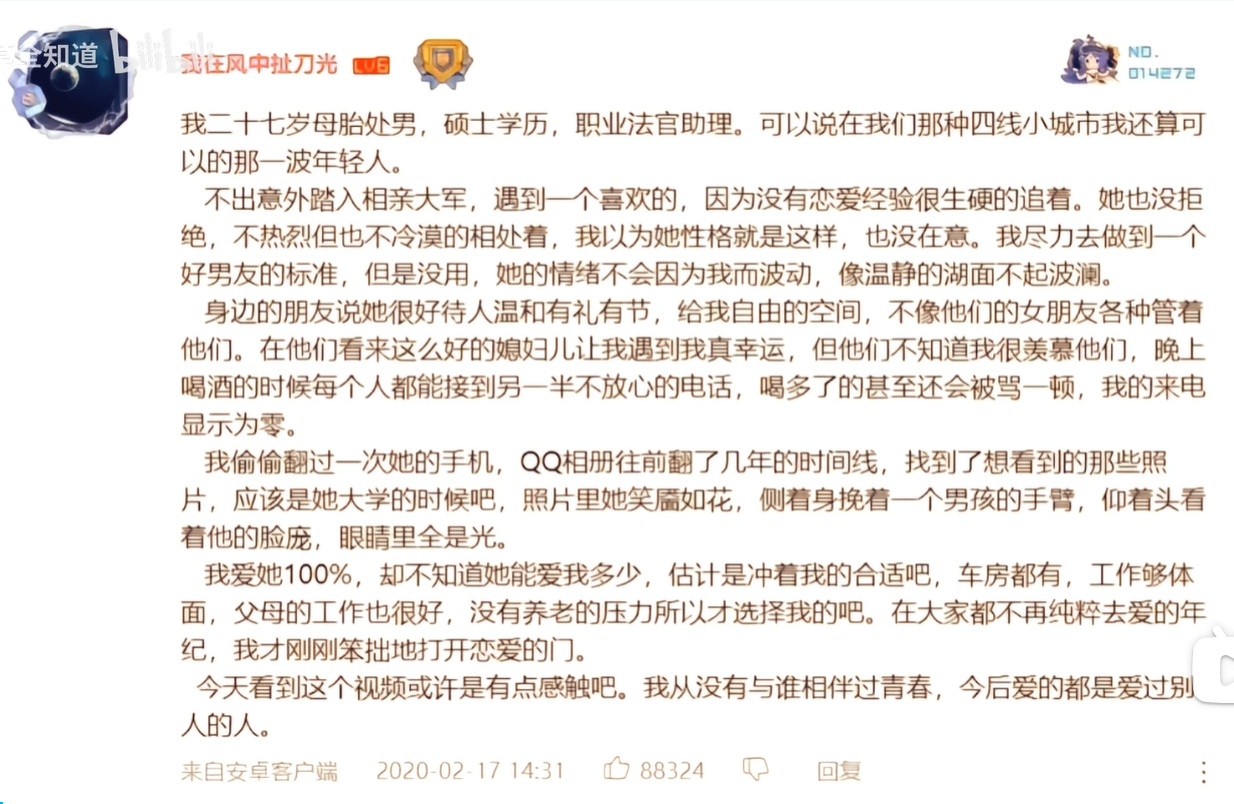 全知道 bilibili
我在风中扯刀光 LV6
NO.
014272
我二十七岁母胎处男，硕士学历，职业法官助理。可以说在我们那种四线小城市我还算可
以的那一波年轻人。
不出意外踏入相亲大军，遇到一个喜欢的，因为没有恋爱经验很生硬的追着。她也没拒
绝，不热烈但也不冷漠的相处着，我以为她性格就是这样，也没在意。我尽力去做到一个
好男友的标准，但是没用，她的情绪不会因为我而波动，像温静的湖面不起波澜。
身边的朋友说她很好待人温和有礼有节，给我自由的空间，不像他们的女朋友各种管着
他们。在他们看来这么好的媳妇儿让我遇到我真幸运，但他们不知道我很羡慕他们，晚上
喝酒的时候每个人都能接到另一半不放心的电话，喝多了的甚至还会被骂一顿，我的来电
显示为零。
我偷偷翻过一次她的手机，QQ相册往前翻了几年的时间线，找到了想看到的那些照
片，应该是她大学的时候吧，照片里她笑靥如花，侧着身挽着一个男孩的手臂，仰着头看
着他的脸庞，眼睛里全是光。
我爱她100%，却不知道她能爱我多少，估计是冲着我的合适吧，车房都有，工作够体
面，父母的工作也很好，没有养老的压力所以才选择我的吧。在大家都不再纯粹去爱的年
纪，我才刚刚笨拙地打开恋爱的门。
今天看到这个视频或许是有点感触吧。我从没有与谁相伴过青春，今后爱的都是爱过别
人的人。
来自安卓客户端 2020-02-17 14:31 88324 回复